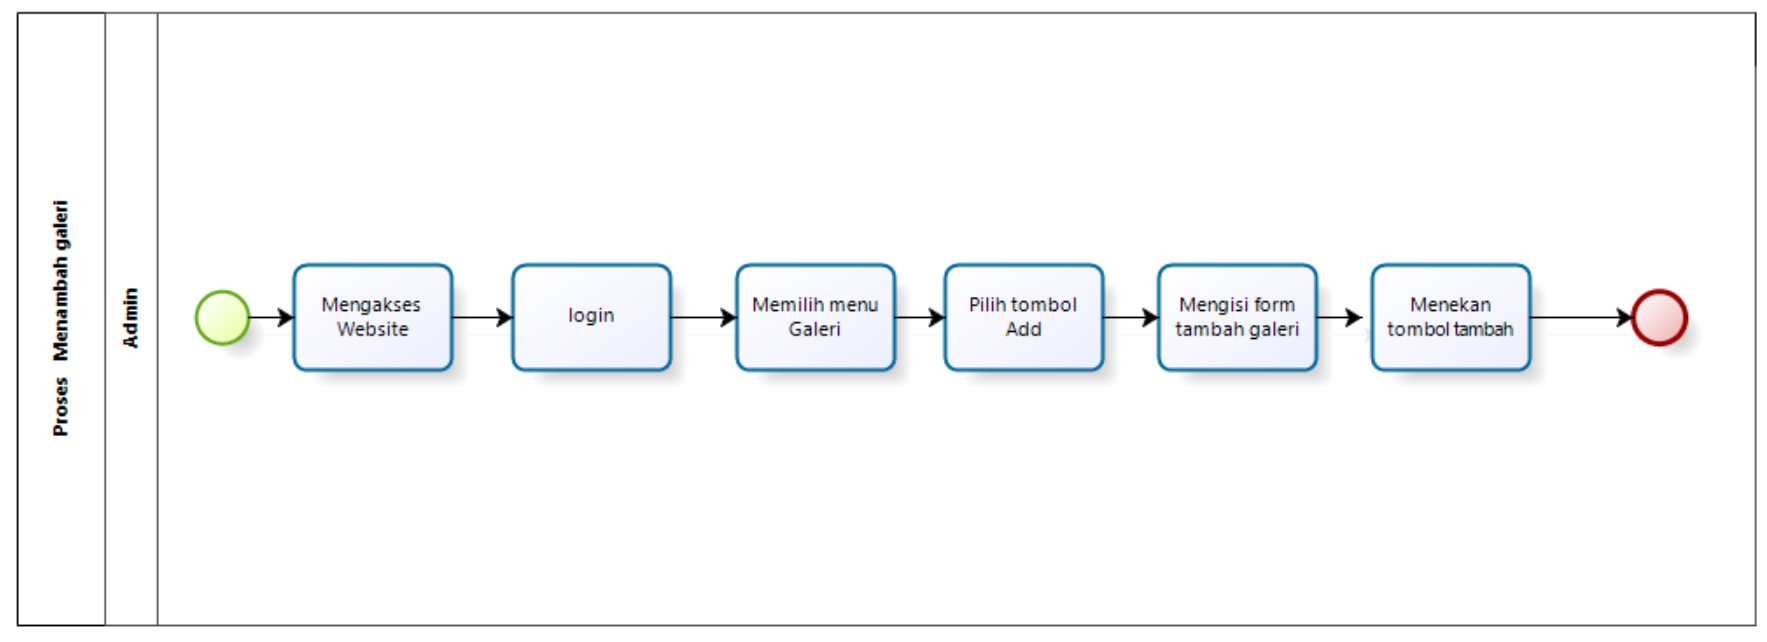 Proses Menambah galeri
Admin
Mengakses
Website
login
Memilih menu
Galeri
Pilih tombol
Add
Mengisi form
tambah galeri
Menekan
tombol tambah